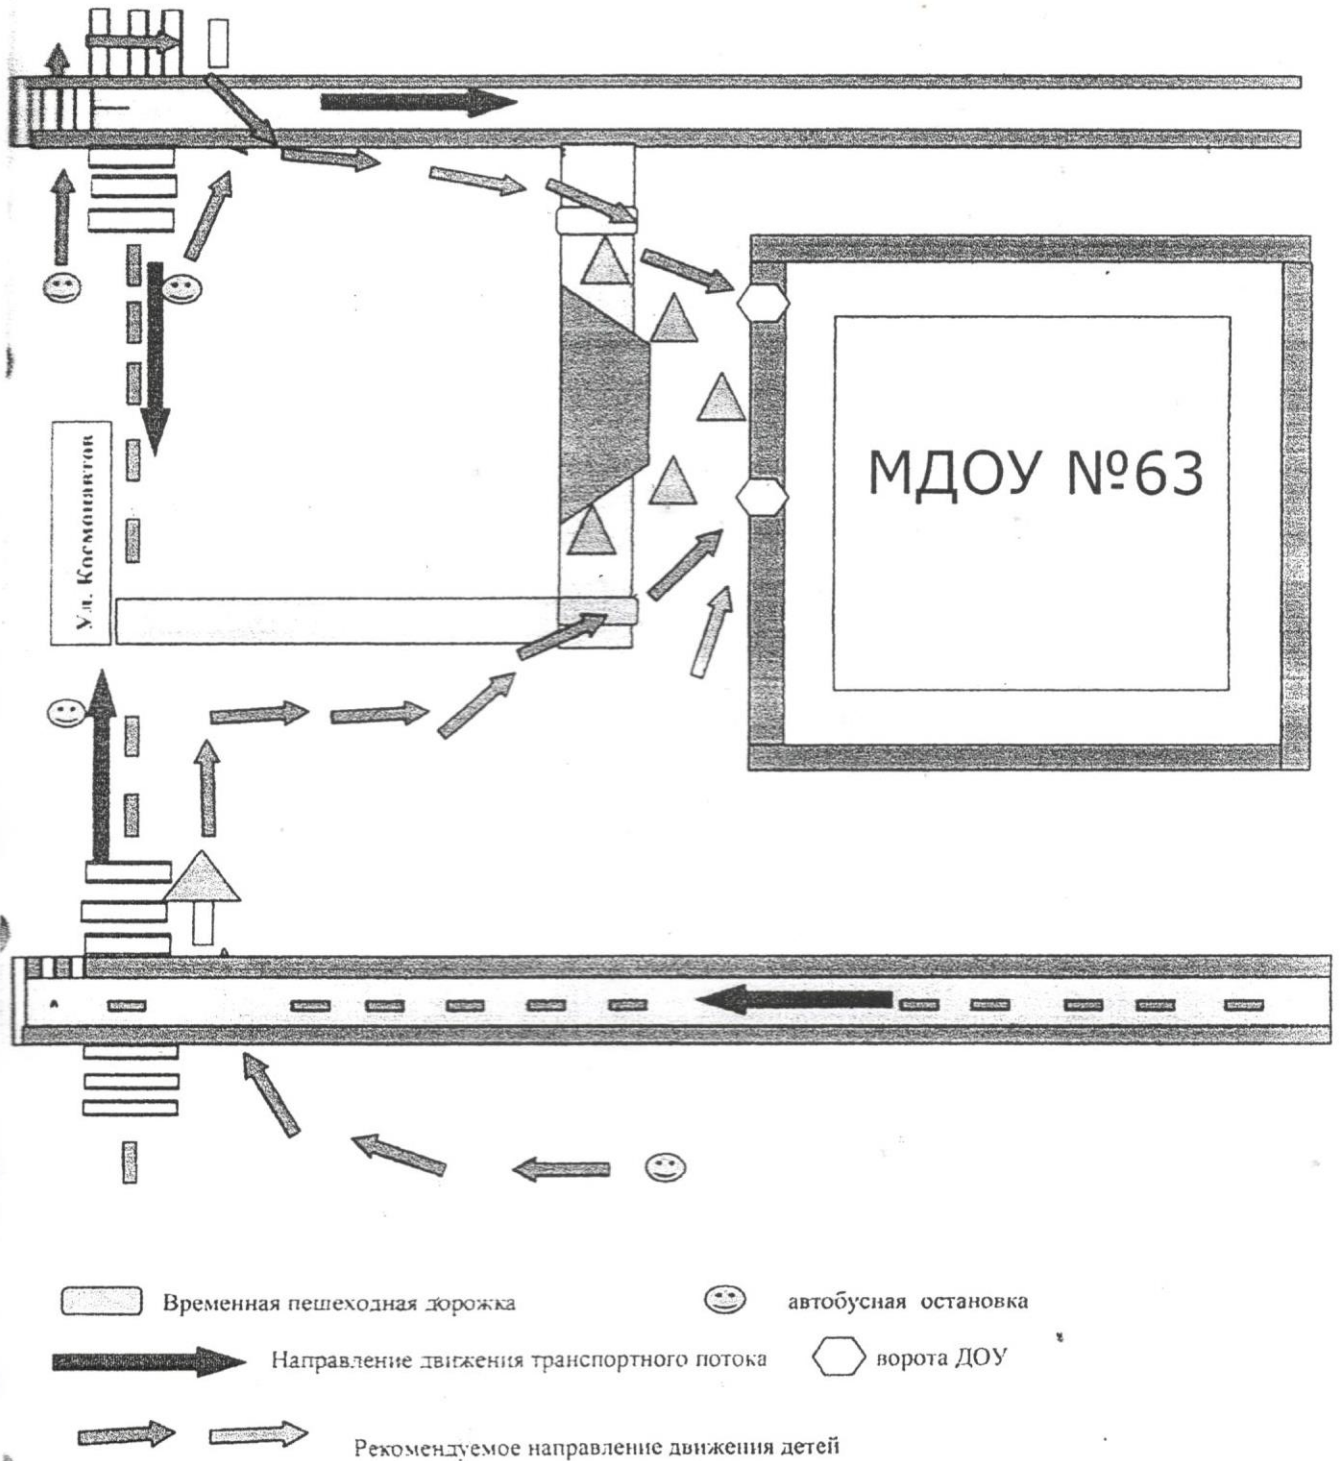 МДОУ №63
Ул. Космонавтов
Временная пешеходная дорожка
автобусная остановка
Направление движения транспортного потока
ворота ДОУ
Рекомендуемое направление движения детей